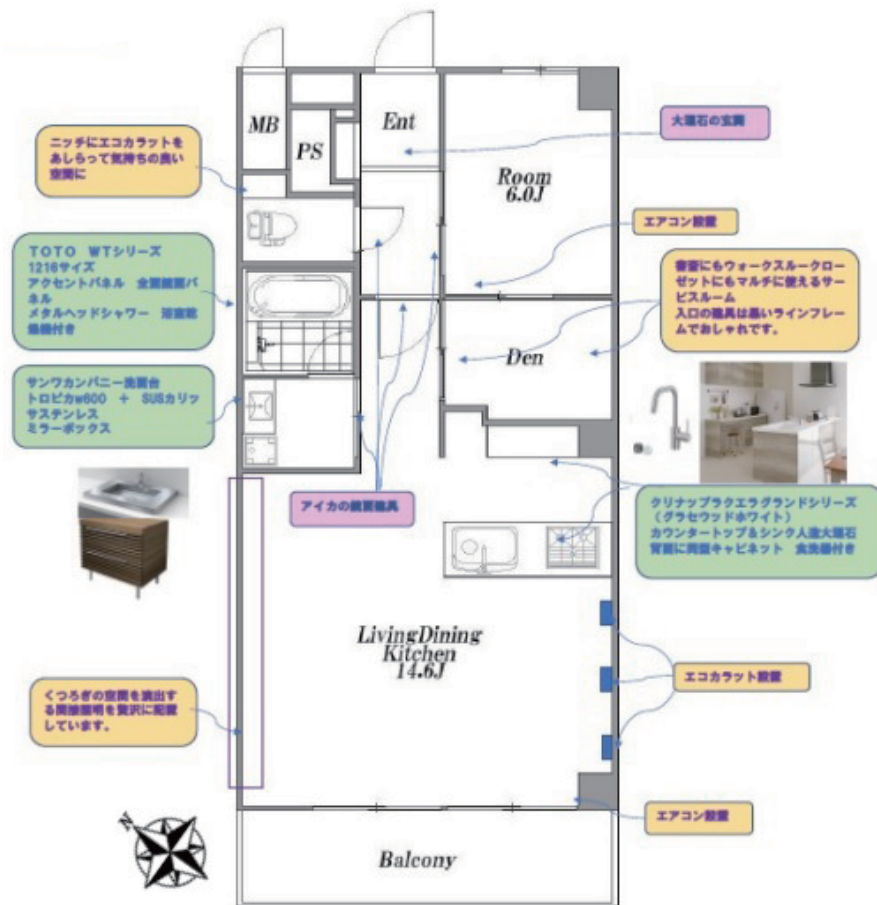 MB
PS
Ent
大理石の玄関
ニッチにエコカラットを
あしらって気持ちの良い
空間に
Room
6.0J
エアコン設置
TOTO WTシリーズ
1216サイズ
アクセントパネル 全面鏡面パ
ネル
メタルヘッドシャワー 浴室乾
燥機付き
書斎にもウォークスルークロー
ゼットにもマルチに使えるサー
ビスルーム
入口の建具は黒いラインフレー
ムでおしゃれです。
Den
サンワカンパニー洗面台
トロピカw600 + SUSカリッ
サステンレス
ミラーボックス
アイカの鏡面建具
クリナップラクエラグランドシリーズ
(グラセウッドホワイト)
カウンタートップ&シンク人造大理石
背面に同型キャビネット 食洗器付き
LivingDining
Kitchen
14.6J
エコカラット設置
くつろぎの空間を演出す
る間接照明を贅沢に配置
しています。
N
エアコン設置
Balcony